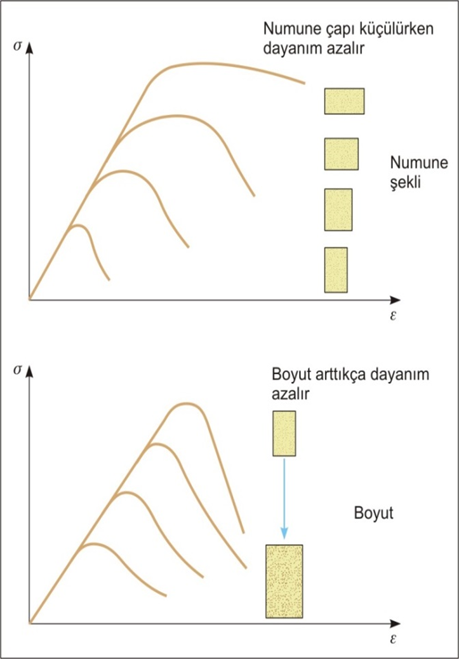 Numune çapı küçülürken
dayanım azalır
σ
Numune
şekli
ε
σ
Boyut arttıkça dayanım
azalır
Boyut
ε